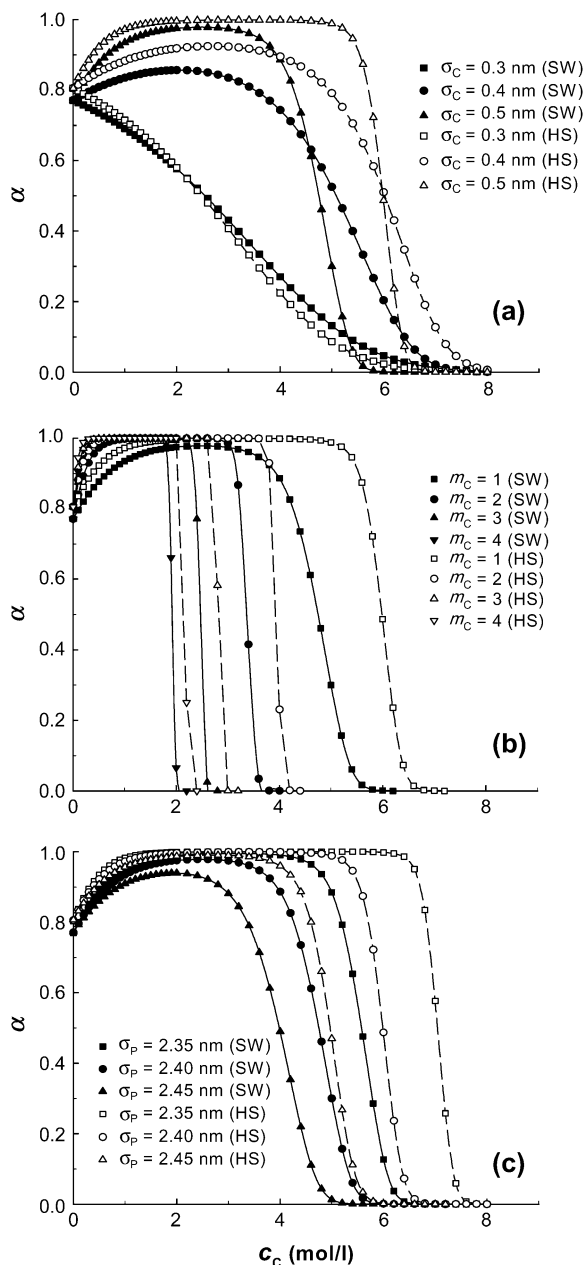 1.0
0.8
0.6
0.4
0.2
0.0
α
σC = 0.3 nm (SW)
σC = 0.4 nm (SW)
σC = 0.5 nm (SW)
σC = 0.3 nm (HS)
σC = 0.4 nm (HS)
σC = 0.5 nm (HS)
(a)
0 2 4 6 8
1.0
0.8
0.6
0.4
0.2
0.0
α
mC = 1 (SW)
mC = 2 (SW)
mC = 3 (SW)
mC = 4 (SW)
mC = 1 (HS)
mC = 2 (HS)
mC = 3 (HS)
mC = 4 (HS)
(b)
0 2 4 6 8
1.0
0.8
0.6
0.4
0.2
0.0
α
σP = 2.35 nm (SW)
σP = 2.40 nm (SW)
σP = 2.45 nm (SW)
σP = 2.35 nm (HS)
σP = 2.40 nm (HS)
σP = 2.45 nm (HS)
(c)
0 2 4 6 8
cC (mol/l)